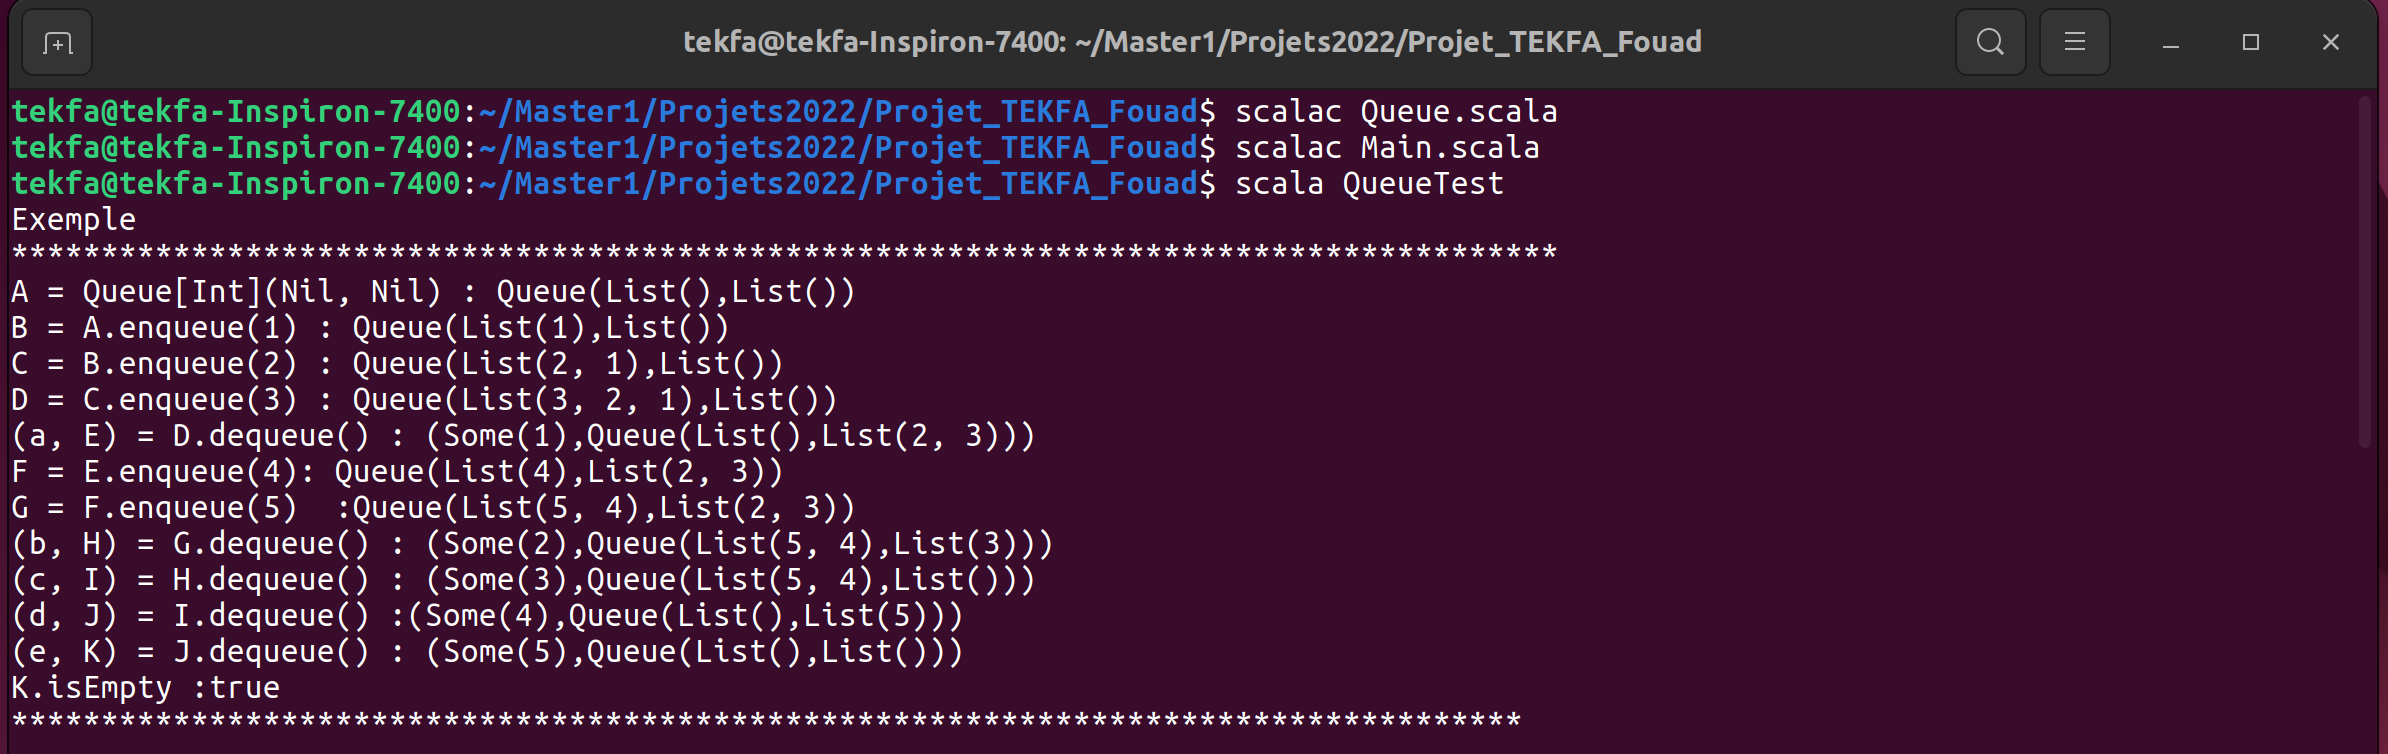 tekfa@tekfa-Inspiron-7400: ~/Master1/Projets2022/Projet_TEKFA_Fouad
tekfa@tekfa-Inspiron-7400:~/Master1/Projets2022/Projet_TEKFA_Fouad$ scalac Queue.scala
tekfa@tekfa-Inspiron-7400:~/Master1/Projets2022/Projet_TEKFA_Fouad$ scalac Main.scala
tekfa@tekfa-Inspiron-7400:~/Master1/Projets2022/Projet_TEKFA_Fouad$ scala QueueTest
Exemple
**************************************************************************************
A = Queue[Int](Nil, Nil) : Queue(List(),List())
B = A.enqueue(1) : Queue(List(1),List())
C = B.enqueue(2) : Queue(List(2, 1),List())
D = C.enqueue(3) : Queue(List(3, 2, 1),List())
(a, E) = D.dequeue() : (Some(1),Queue(List(),List(2, 3)))
F = E.enqueue(4): Queue(List(4),List(2, 3))
G = F.enqueue(5)  :Queue(List(5, 4),List(2, 3))
(b, H) = G.dequeue() : (Some(2),Queue(List(5, 4),List(3)))
(c, I) = H.dequeue() : (Some(3),Queue(List(5, 4),List()))
(d, J) = I.dequeue() :(Some(4),Queue(List(),List(5)))
(e, K) = J.dequeue() : (Some(5),Queue(List(),List()))
K.isEmpty :true
************************************************************************************